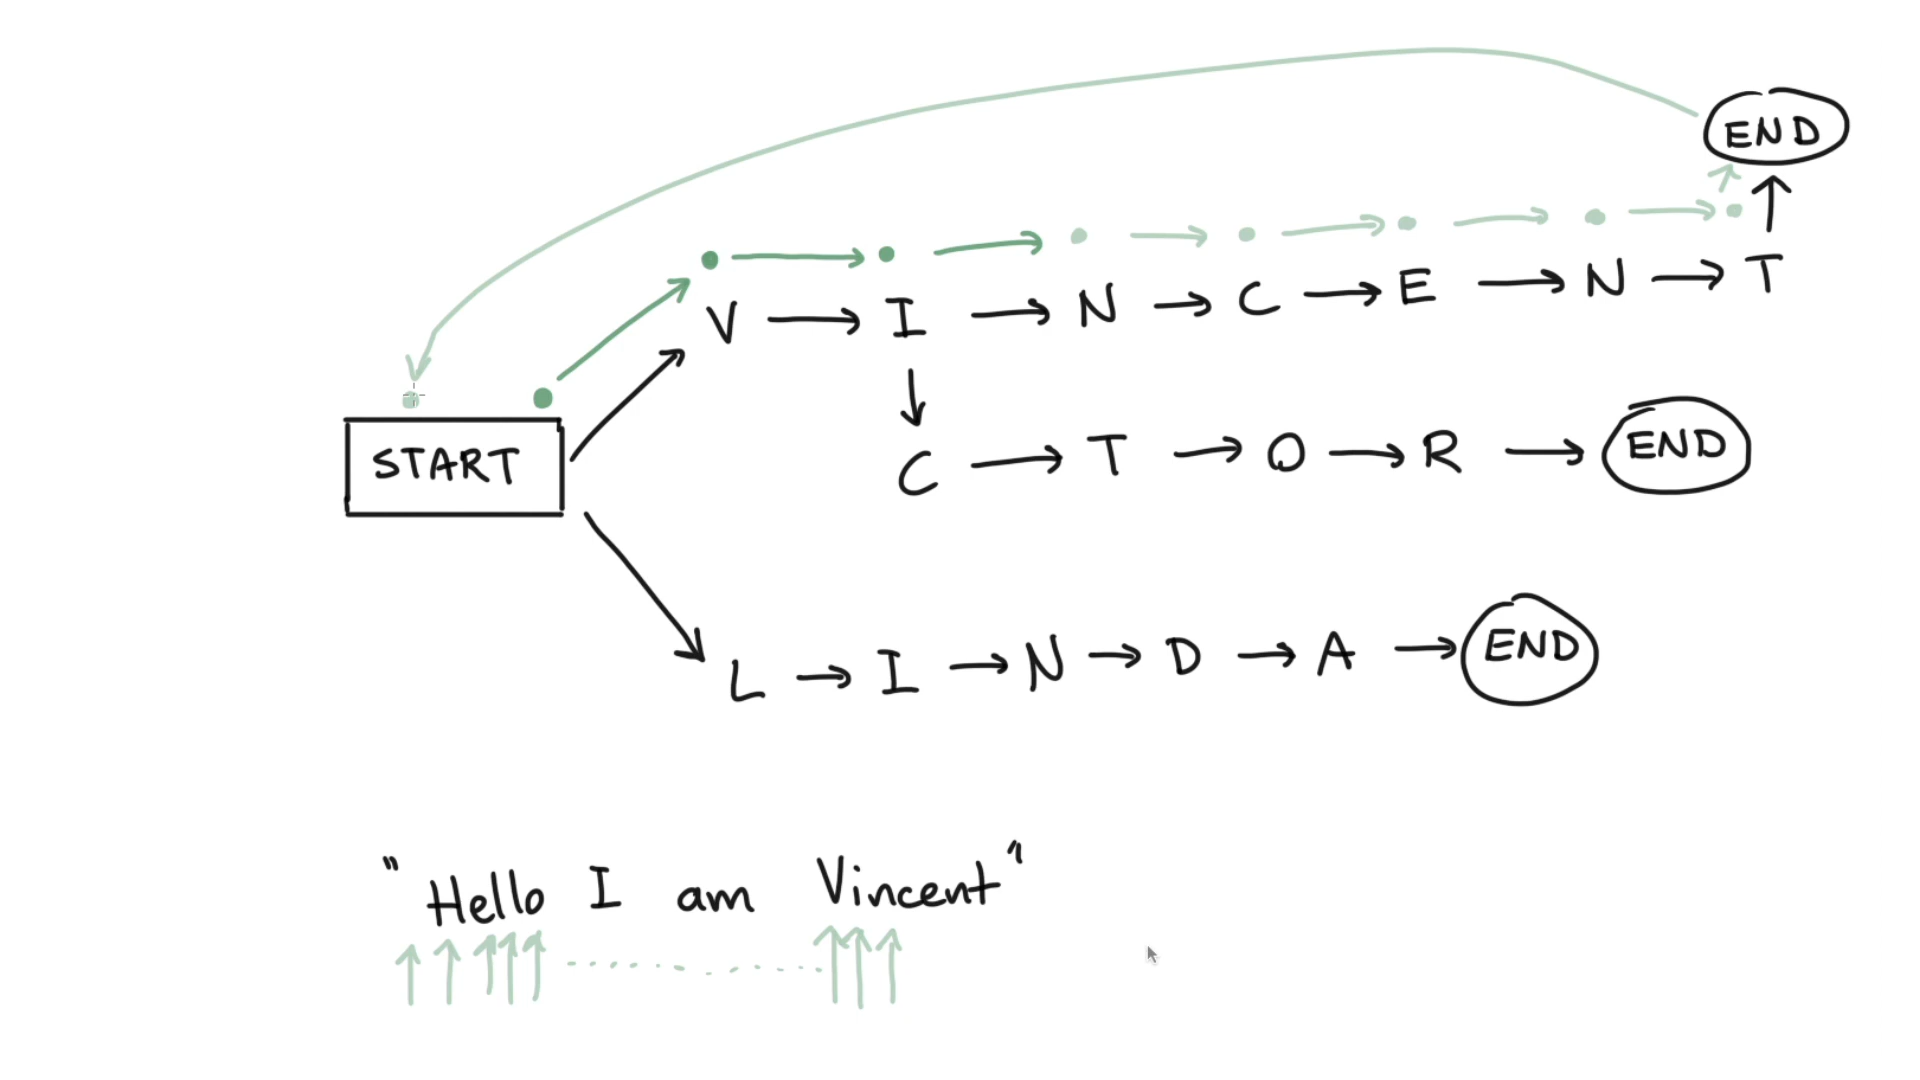 END
V → I → N → C → E → N → T
START
C → T → O → R → END
L → I → N → D → A → END
"Hello I am Vincent"